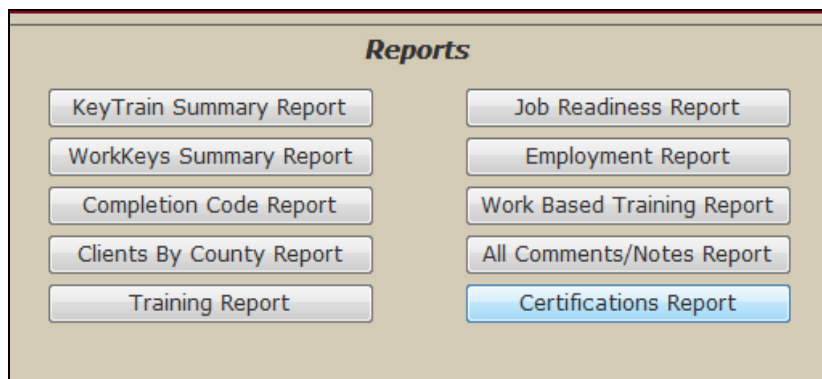 Reports
KeyTrain Summary Report
Job Readiness Report
WorkKeys Summary Report
Employment Report
Completion Code Report
Work Based Training Report
Clients By County Report
All Comments/Notes Report
Training Report
Certifications Report